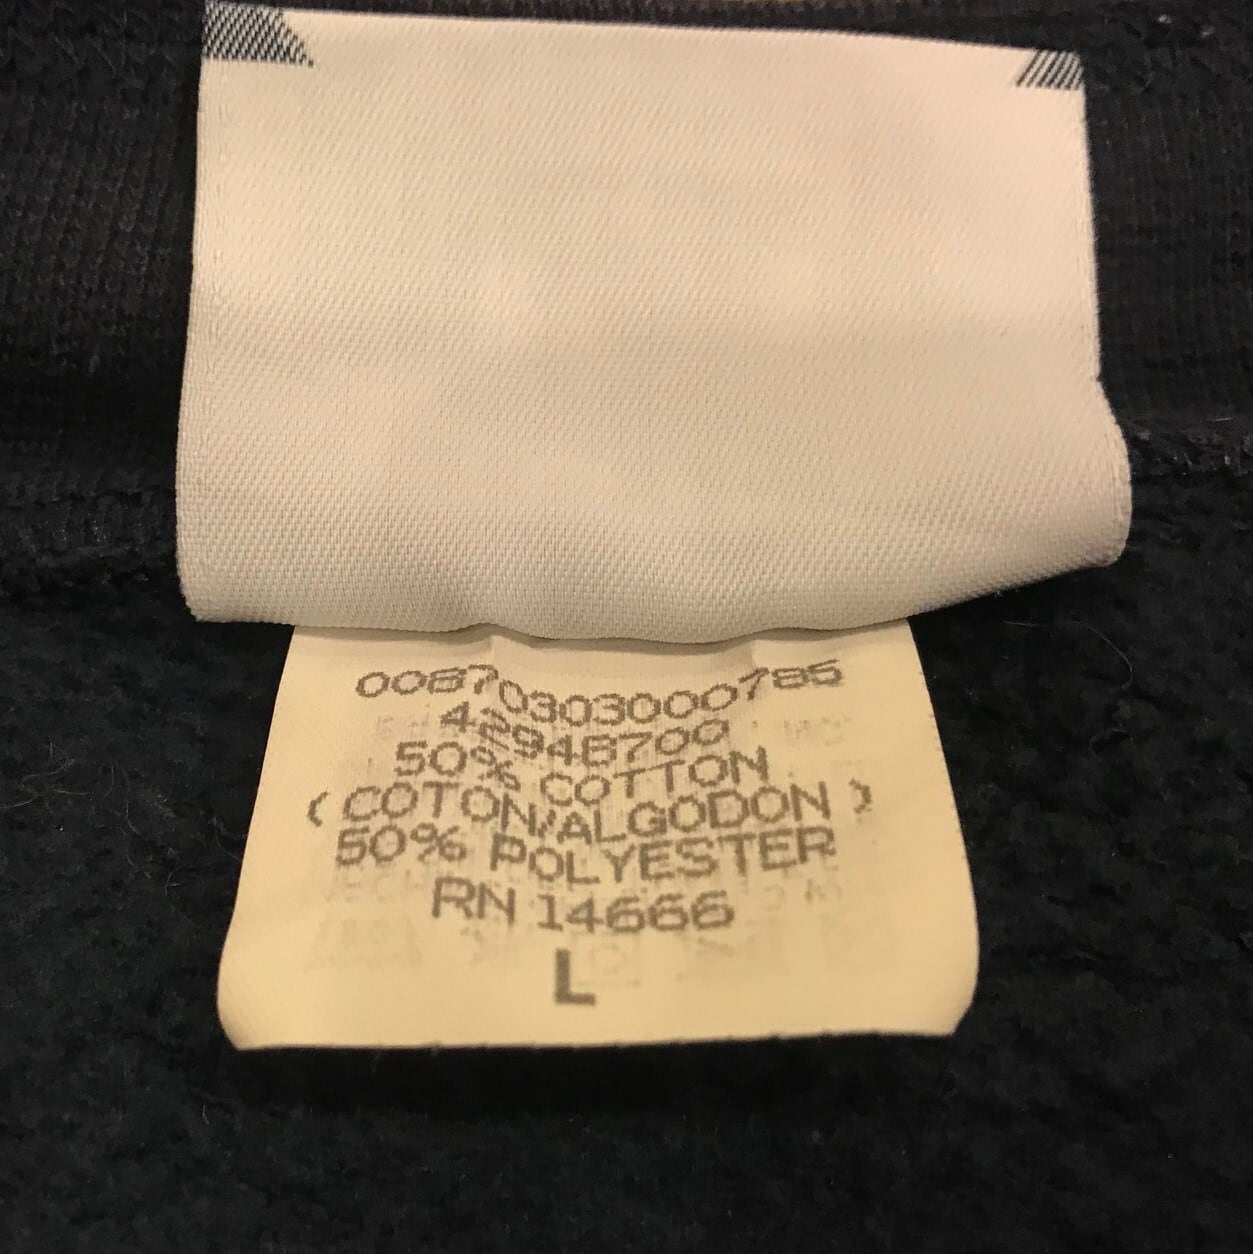 00870303000785
42948700
50% COTTON
(COTON/ALGODON)
50% POLYESTER
RN 14666
L